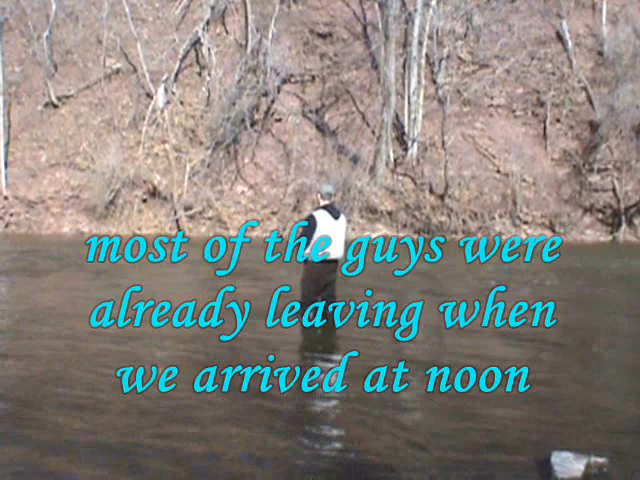 most of the guys were
already leaving when
we arrived at noon